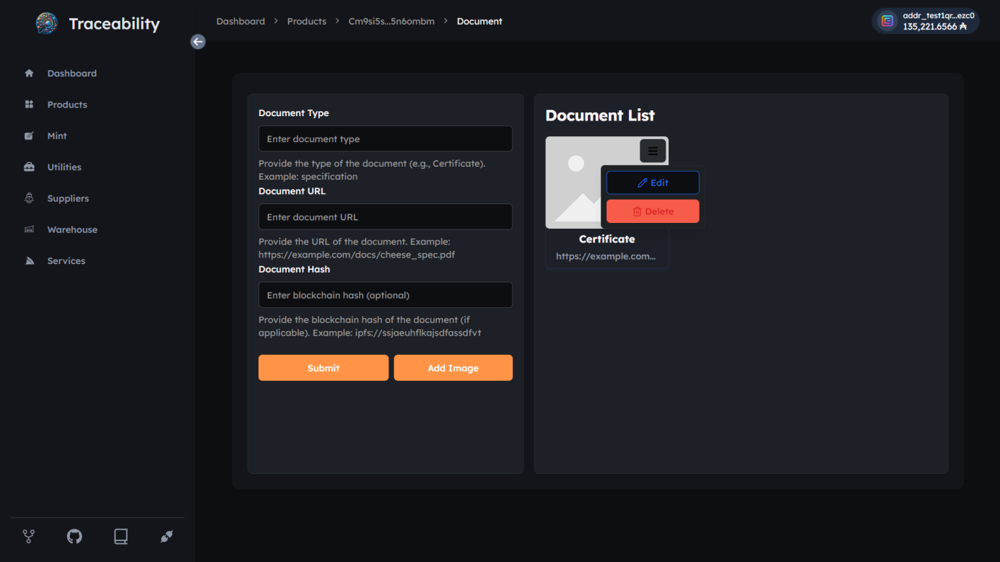 Traceability
Dashboard
Products
Cm9si5s...5n6ombm
Document
addr_test1qr...ezc0
135,221.6566 ₳
Dashboard
Products
Mint
Utilities
Suppliers
Warehouse
Services
Document Type
Enter document type
Provide the type of the document (e.g., Certificate).
Example: specification
Document URL
Enter document URL
Provide the URL of the document. Example:
https://example.com/docs/cheese_spec.pdf
Document Hash
Enter blockchain hash (optional)
Provide the blockchain hash of the document (if
applicable). Example: ipfs://ssjaeuhflkajsdfassdfvt
Submit
Add Image
Document List
Edit
Delete
Certificate
https://example.com...